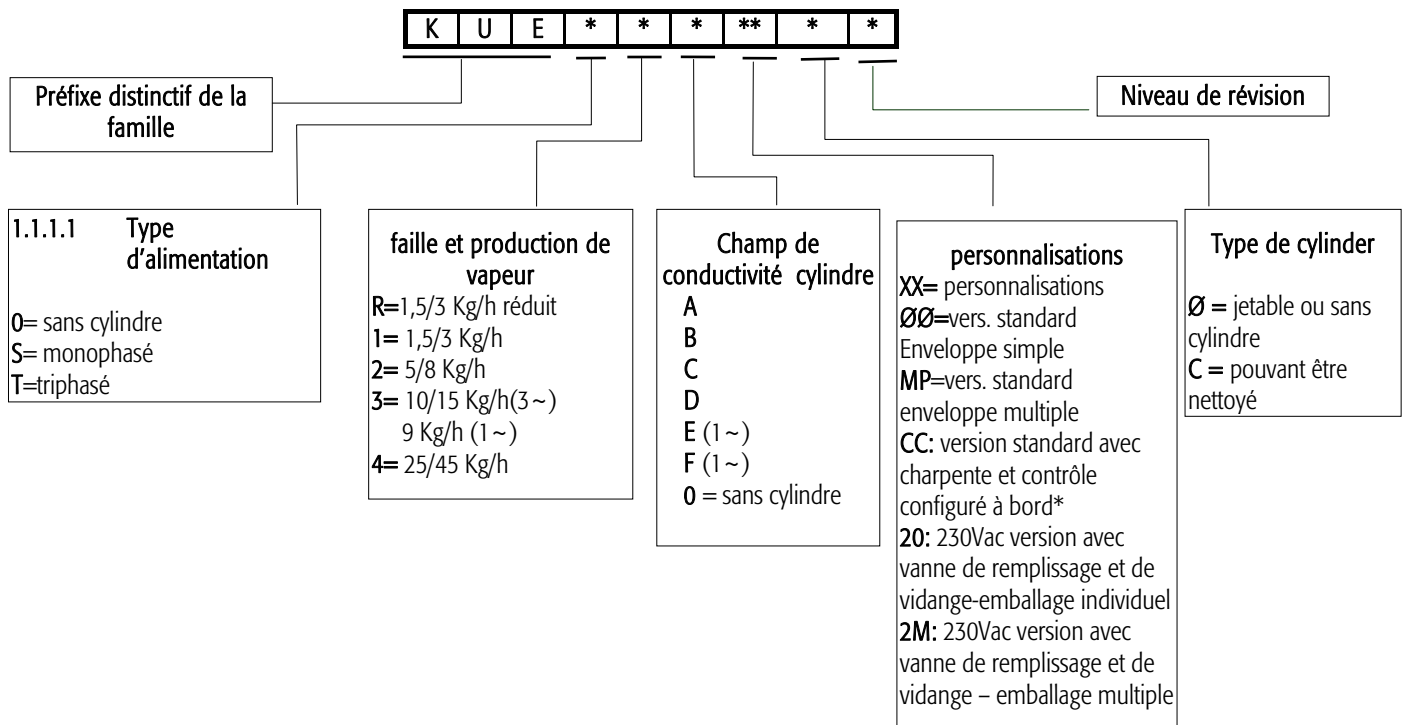 K U E * * * ** * *
Préfixe distinctif de la
famille
Niveau de révision
1.1.1.1 Type
d’alimentation
0= sans cylindre
S= monophasé
T=triphasé
faille et production de
vapeur
R=1,5/3 Kg/h réduit
1= 1,5/3 Kg/h
2= 5/8 Kg/h
3= 10/15 Kg/h(3~)
9 Kg/h (1~)
4= 25/45 Kg/h
Champ de
conductivité cylindre
A
B
C
D
E (1~)
F (1~)
0 = sans cylindre
personnalisations
XX= personnalisations
ØØ=vers. standard
Enveloppe simple
MP=vers. standard
enveloppe multiple
CC: version standard avec
charpente et contrôle
configuré à bord*
20: 230Vac version avec
vanne de remplissage et de
vidange-emballage individuel
2M: 230Vac version avec
vanne de remplissage et de
vidange – emballage multiple
Type de cylinder
Ø = jetable ou sans
cylindre
C = pouvant être
nettoyé